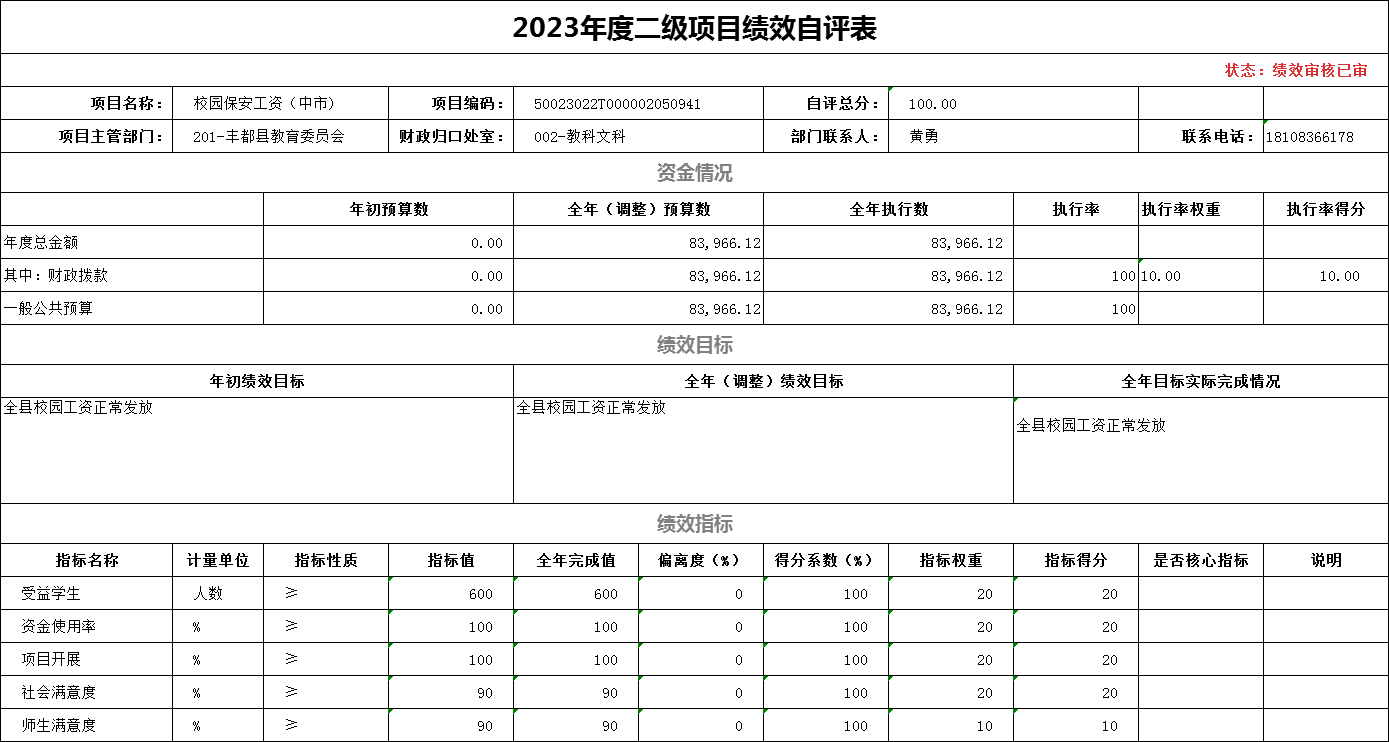 2023年度二级项目绩效自评表
状态：绩效审核已审
项目名称： 校园保安工资（中市） 项目编码： 50023022T000002050941 自评总分： 100.00
项目主管部门： 201-丰都县教育委员会 财政归口处室： 002-教科文科 部门联系人： 黄勇 联系电话： 18108366178
资金情况
年初预算数 全年（调整）预算数 全年执行数 执行率 执行率权重 执行率得分
年度总金额 0.00 83,966.12 83,966.12
其中：财政拨款 0.00 83,966.12 83,966.12 100 10.00 10.00
一般公共预算 0.00 83,966.12 83,966.12 100
绩效目标
年初绩效目标 全年（调整）绩效目标 全年目标实际完成情况
全县校园工资正常发放 全县校园工资正常发放 全县校园工资正常发放
绩效指标
指标名称 计量单位 指标性质 指标值 全年完成值 偏离度（%） 得分系数（%） 指标权重 指标得分 是否核心指标 说明
受益学生 人数 ≥ 600 600 0 100 20 20
资金使用率 % ≥ 100 100 0 100 20 20
项目开展 % ≥ 100 100 0 100 20 20
社会满意度 % ≥ 90 90 0 100 20 20
师生满意度 % ≥ 90 90 0 100 10 10